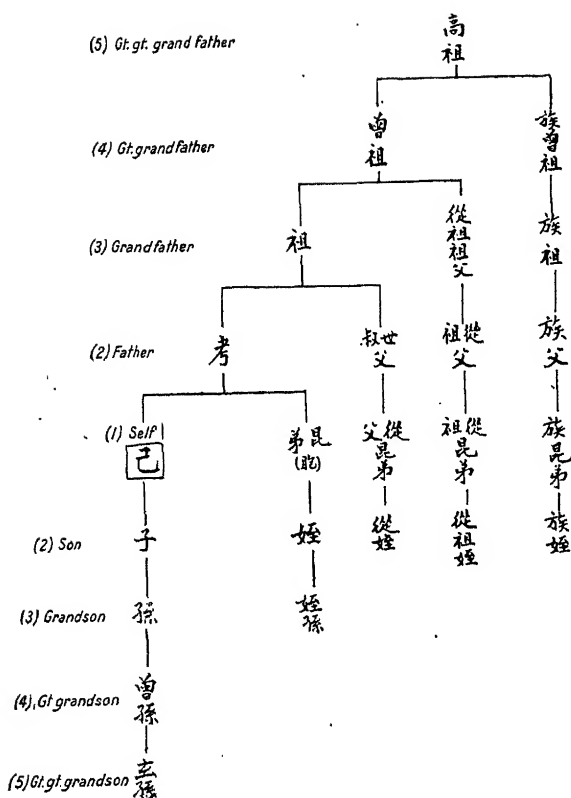 (5) Gt. gt. grand father
高祖
(4) Gt. grand father
曾祖
族曾祖
(3) Grandfather
祖
從祖祖父
族祖
(2) Father
考
世叔父
從祖父
族父
(1) Self
己
昆弟
(胞)
從父昆弟
從祖昆弟
族昆弟
(2) Son
子
姪
從姪
從祖姪
族姪
(3) Grandson
孫
姪孫
(4) Gt grandson
曾孫
(5) Gt. gt. grandson
玄孫